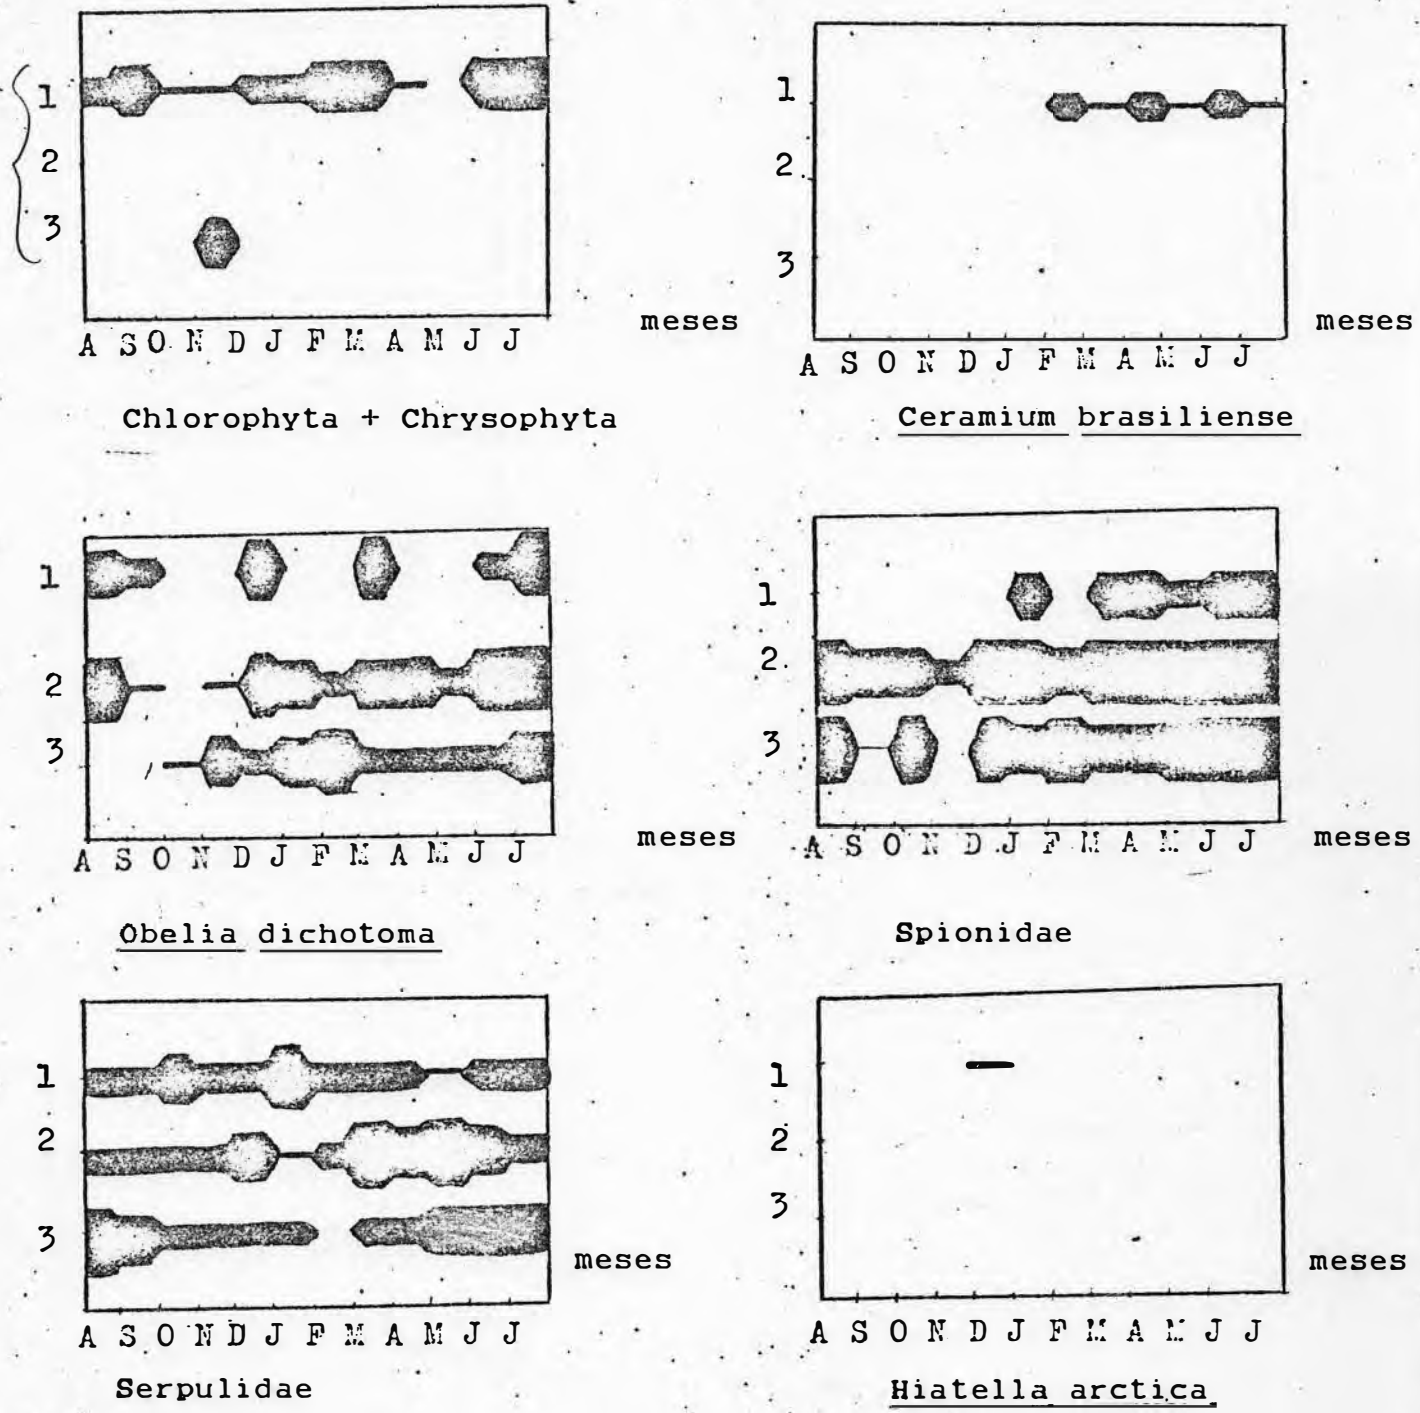 1
2
3
A S O N D J F M A M J J
meses
Chlorophyta + Chrysophyta
1
2
3
A S O N D J F M A M J J
meses
Ceramium brasiliense
1
2
3
A S O N D J F M A M J J
meses
Obelia dichotoma
1
2
3
A S O N D J F M A M J J
meses
Spionidae
1
2
3
A S O N D J F M A M J J
meses
Serpulidae
1
2
3
A S O N D J F M A M J J
meses
Hiatella arctica